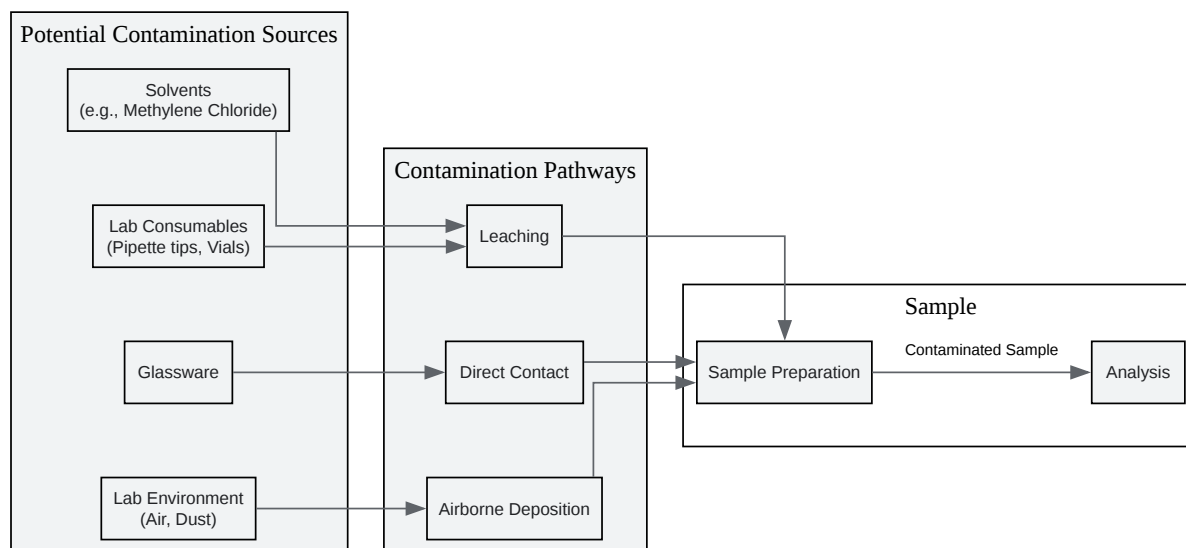 Potential Contamination Sources
Solvents
(e.g., Methylene Chloride)
Lab Consumables
(Pipette tips, Vials)
Glassware
Lab Environment
(Air, Dust)
Contamination Pathways
Leaching
Direct Contact
Airborne Deposition
Sample
Sample Preparation
Contaminated Sample
Analysis